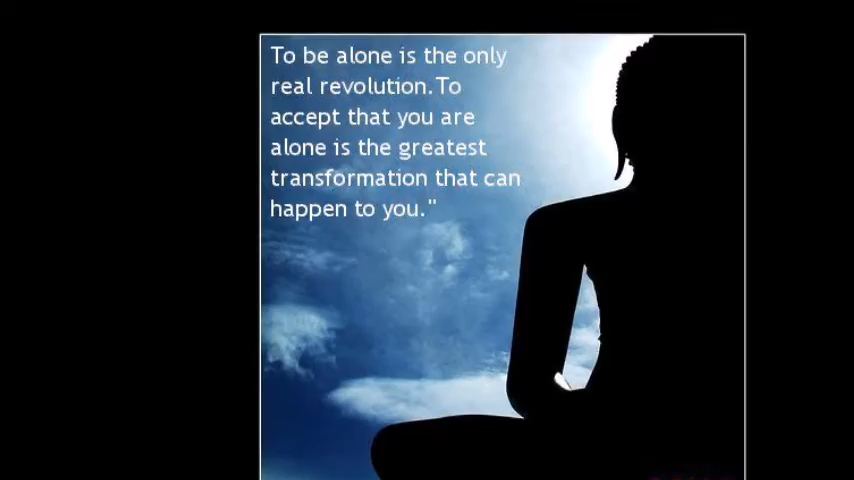 To be alone is the only
real revolution.To
accept that you are
alone is the greatest
transformation that can
happen to you."